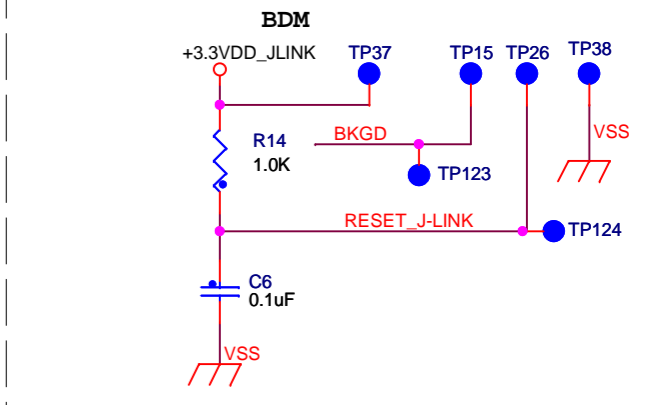 BDM
+3.3VDD_JLINK
TP37
TP15
TP26
TP38
R14
1.0K
BKGD
VSS
TP123
RESET_J-LINK
TP124
C6
0.1uF
VSS